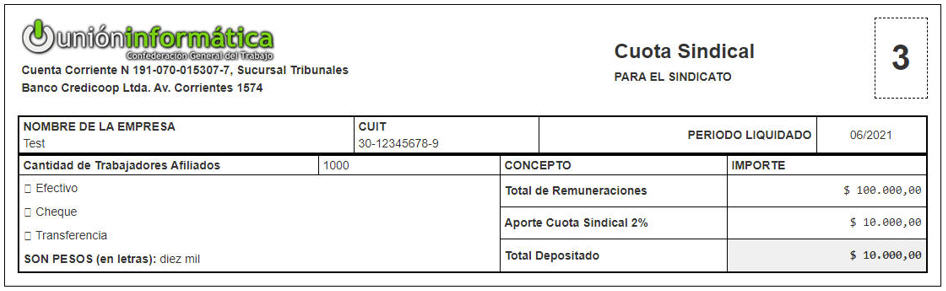 unióninformática
Confederación General del Trabajo
Cuenta Corriente N 191-070-015307-7, Sucursal Tribunales
Banco Credicoop Ltda. Av. Corrientes 1574
Cuota Sindical
PARA EL SINDICATO
3
NOMBRE DE LA EMPRESA
Test
CUIT
30-12345678-9
PERIODO LIQUIDADO
06/2021
Cantidad de Trabajadores Afiliados
1000
CONCEPTO
IMPORTE
Efectivo
Cheque
Transferencia
SON PESOS (en letras): diez mil
Total de Remuneraciones
$ 100.000,00
Aporte Cuota Sindical 2%
$ 10.000,00
Total Depositado
$ 10.000,00